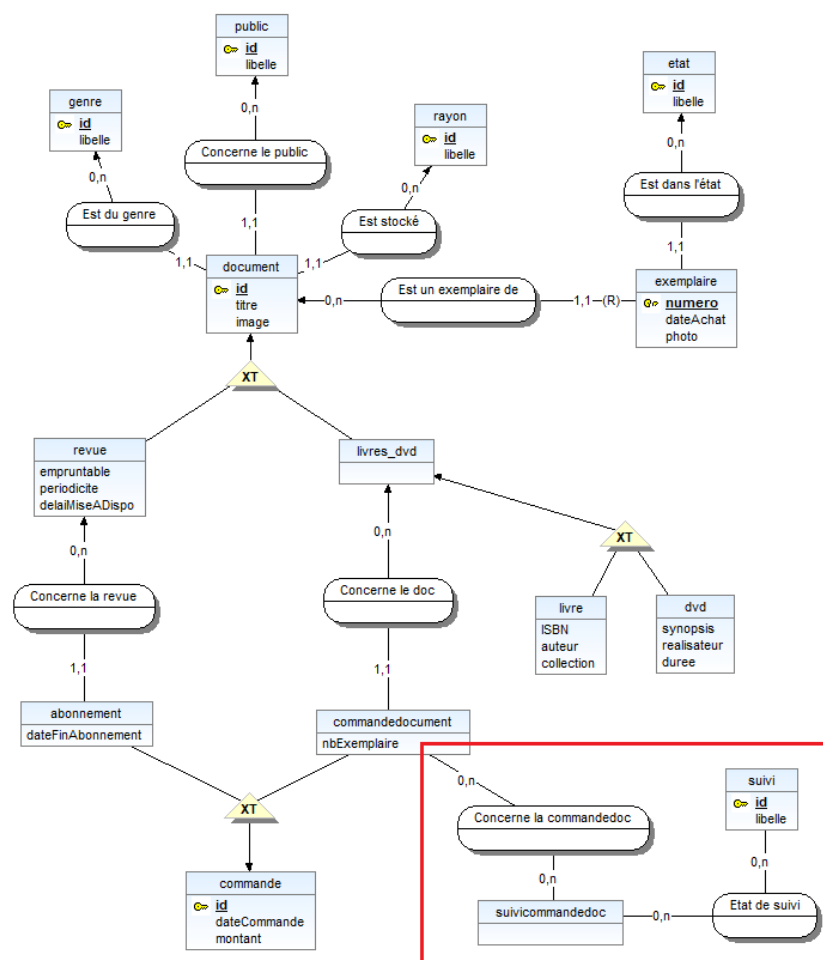 public
id
libelle
etat
id
libelle
genre
id
libelle
rayon
id
libelle
0,n
0,n
0,n
0,n
Concerne le public
Est dans l'état
Est du genre
Est stocké
1,1
1,1
1,1
1,1
document
id
titre
image
0,n
Est un exemplaire de
1,1
(R)
exemplaire
numero
dateAchat
photo
XT
revue
empruntable
periodicite
delaiMiseADispo
livres_dvd
0,n
0,n
XT
Concerne la revue
Concerne le doc
livre
ISBN
auteur
collection
dvd
synopsis
realisateur
duree
1,1
1,1
abonnement
dateFinAbonnement
commandedocument
nbExemplaire
0,n
suivi
id
libelle
XT
Concerne la commandedoc
0,n
0,n
commande
id
dateCommande
montant
suivicommandedoc
0,n
Etat de suivi